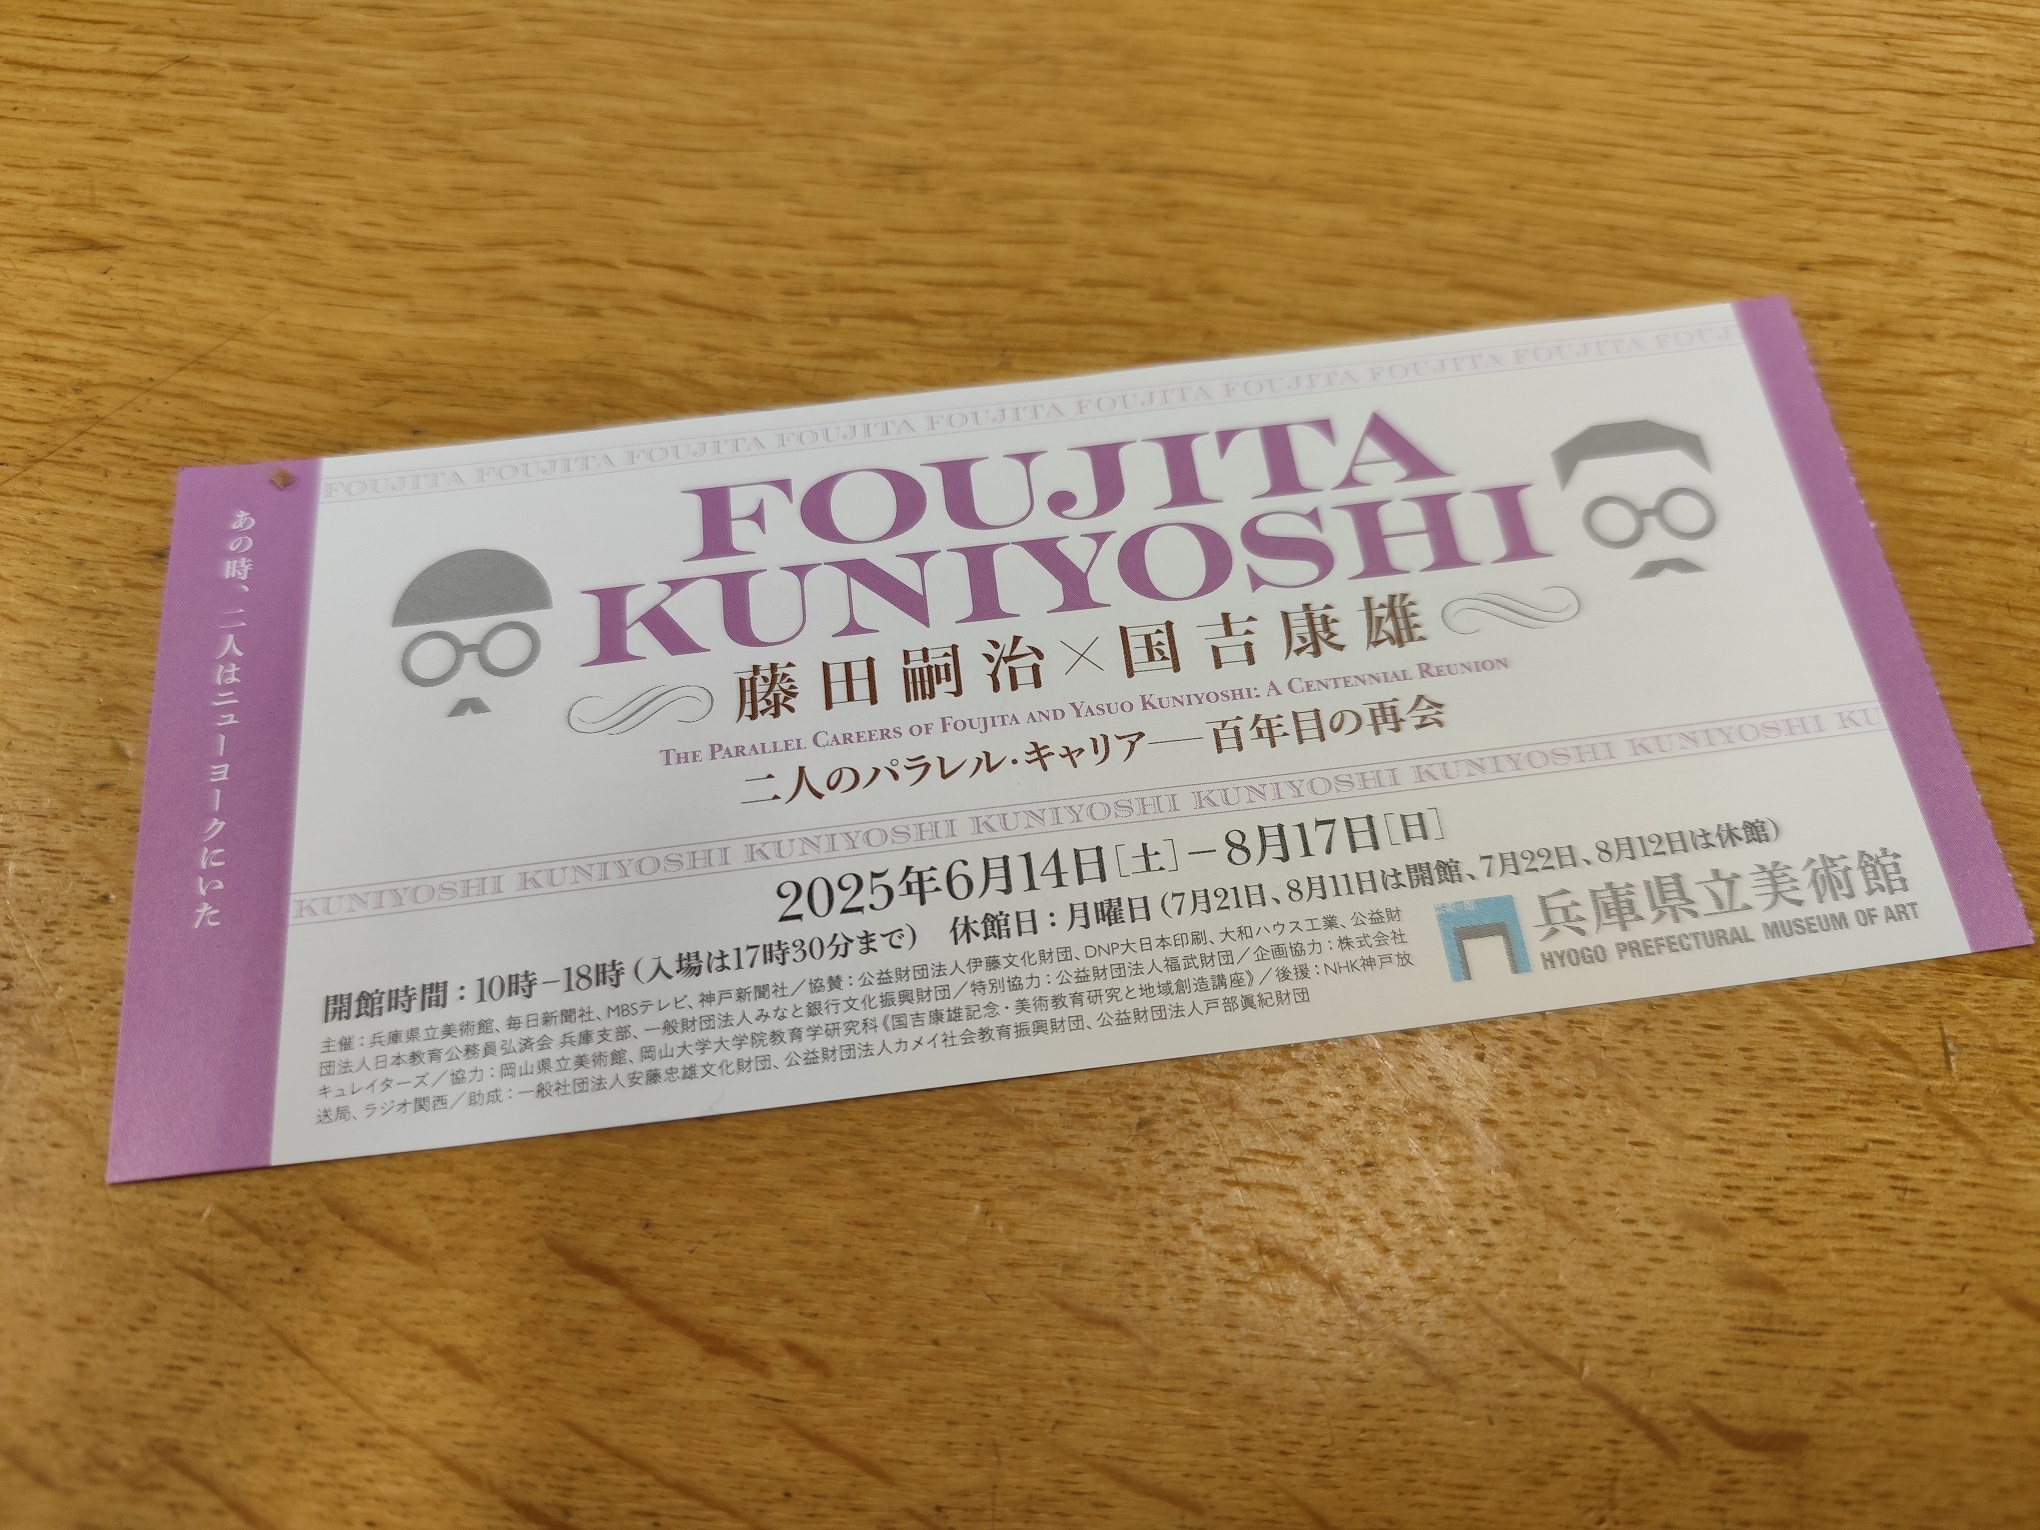 あの時、二人はニューヨークにいた
FOUJITA FOUJITA FOUJITA FOUJITA FOUJITA FOUJITA FOUJITA FOUJITA FOUJITA FOUJ
FOUJITA
KUNIYOSHI
藤田嗣治×国吉康雄
THE PARALLEL CAREERS OF FOUJITA AND YASUO KUNIYOSHI: A CENTENNIAL REUNION
二人のパラレル・キャリア―百年目の再会
KUNIYOSHI KUNIYOSHI KUNIYOSHI KUNIYOSHI KUNIYOSHI KUNIYOSHI KUNIYOSHI KU
2025年6月14日[土]–8月17日[日]
開館時間：10時–18時（入場は17時30分まで） 休館日：月曜日（7月21日、8月11日は開館、7月22日、8月12日は休館）
主催：兵庫県立美術館、毎日新聞社、MBSテレビ、神戸新聞社／協賛：公益財団法人伊藤文化財団、DNP大日本印刷、大和ハウス工業、公益財
団法人日本教育公務員弘済会 兵庫支部、一般財団法人みなと銀行文化振興財団／特別協力：公益財団法人福武財団／企画協力：株式会社
キュレイターズ／協力：岡山県立美術館、岡山大学大学院教育学研究科《国吉康雄記念・美術教育研究と地域創造講座》／後援：NHK神戸放
送局、ラジオ関西／助成：一般社団法人安藤忠雄文化財団、公益財団法人カメイ社会教育振興財団、公益財団法人戸部眞紀財団
兵庫県立美術館
HYOGO PREFECTURAL MUSEUM OF ART